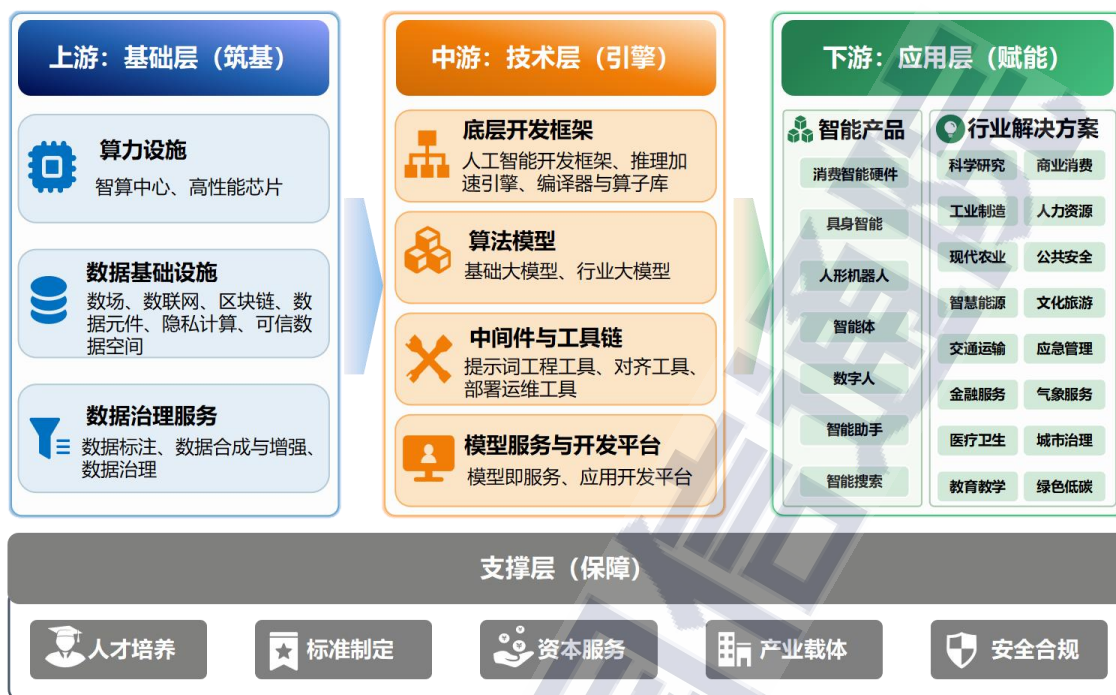 上游：基础层（筑基）
算力设施
智算中心、高性能芯片
数据基础设施
数场、数联网、区块链、数
据元件、隐私计算、可信数
据空间
数据治理服务
数据标注、数据合成与增强、
数据治理
中游：技术层（引擎）
底层开发框架
人工智能开发框架、推理加
速引擎、编译器与算子库
算法模型
基础大模型、行业大模型
中间件与工具链
提示词工程工具、对齐工具、
部署运维工具
模型服务与开发平台
模型即服务、应用开发平台
下游：应用层（赋能）
智能产品
消费智能硬件
具身智能
人形机器人
智能体
数字人
智能助手
智能搜索
行业解决方案
科学研究 商业消费
工业制造 人力资源
现代农业 公共安全
智慧能源 文化旅游
交通运输 应急管理
金融服务 气象服务
医疗卫生 城市治理
教育教学 绿色低碳
支撑层（保障）
人才培养
标准制定
资本服务
产业载体
安全合规